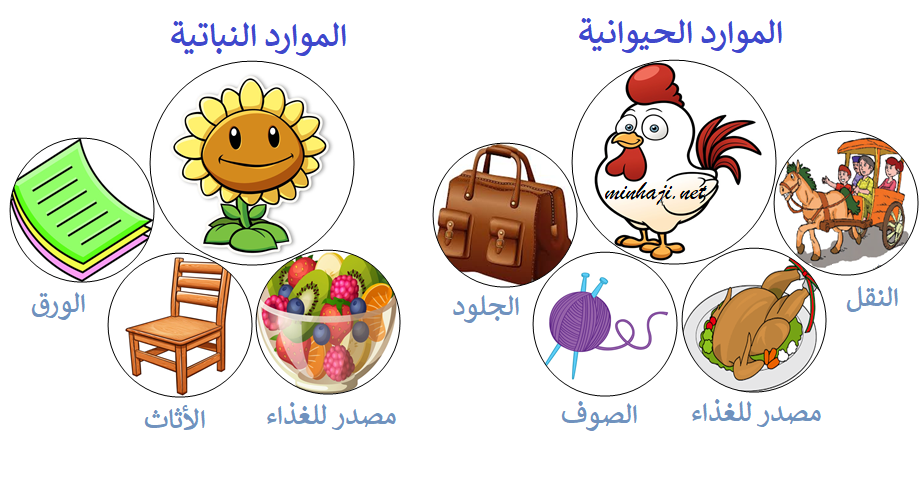 الموارد الحيوانية
الموارد النباتية
minhaji.net
النقل
مصدر للغذاء
الصوف
الجلود
مصدر للغذاء
الأثاث
الورق